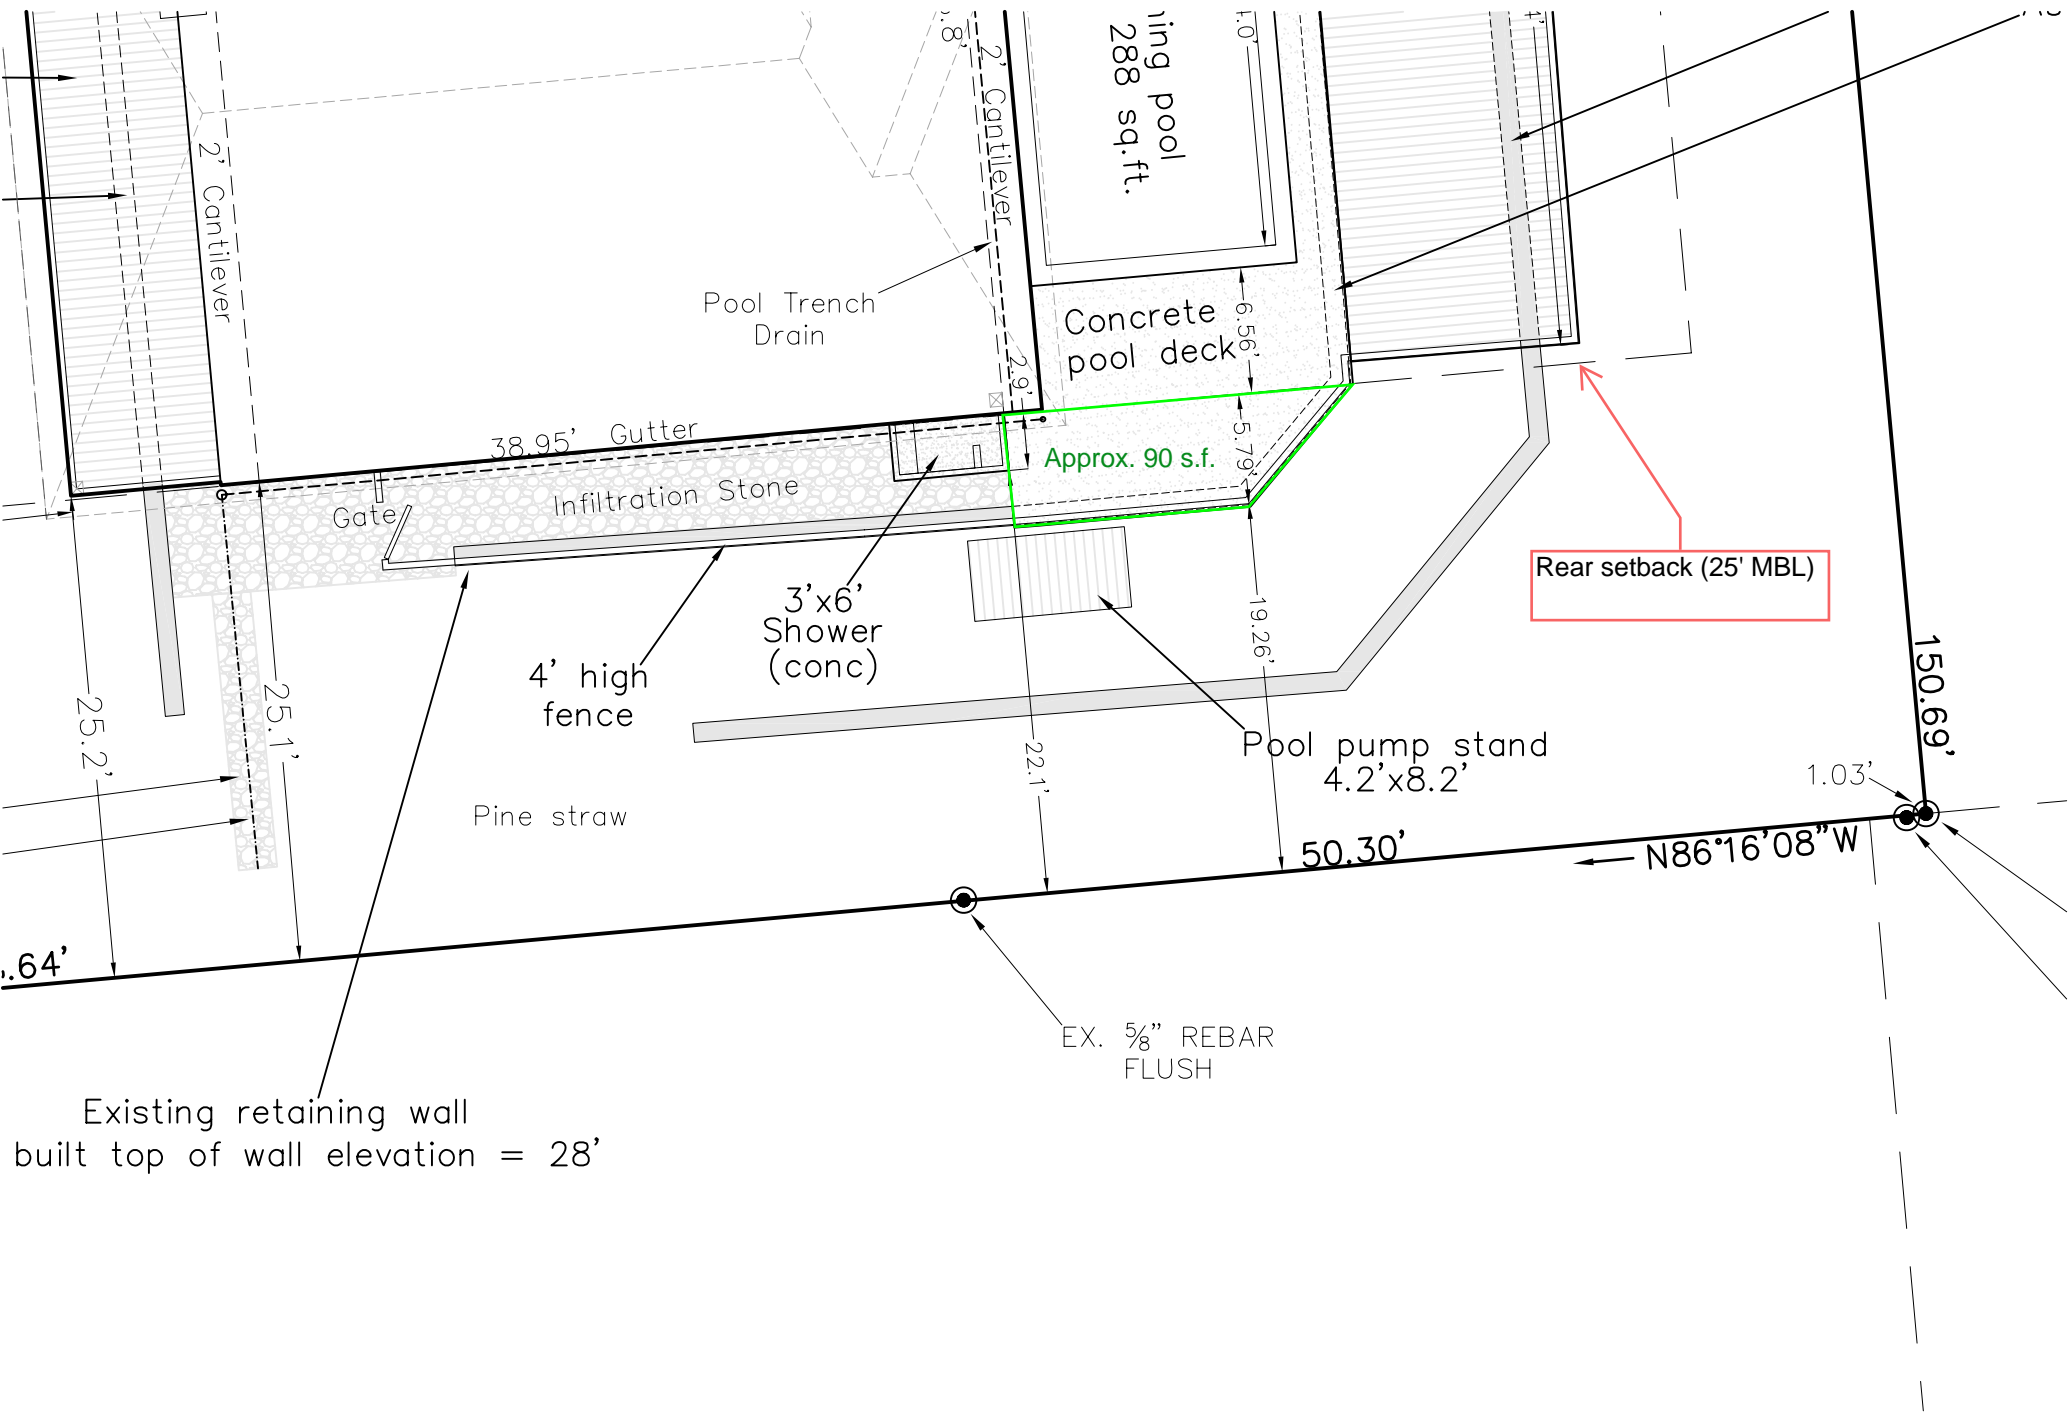 ning pool
288 sq.ft.
2' Cantilever
2' Cantilever
Pool Trench
Drain
Concrete
pool deck
6.56'
2.9'
38.95'
Gutter
5.79'
Approx. 90 s.f.
Infiltration Stone
Gate
Rear setback (25' MBL)
3'x6'
Shower
(conc)
4' high
fence
19.26'
25.2'
25.1'
22.1'
150.69'
Pool pump stand
4.2'x8.2'
1.03'
Pine straw
50.30'
N86°16'08"W
.64'
EX. ⅝" REBAR
FLUSH
Existing retaining wall
built top of wall elevation = 28'